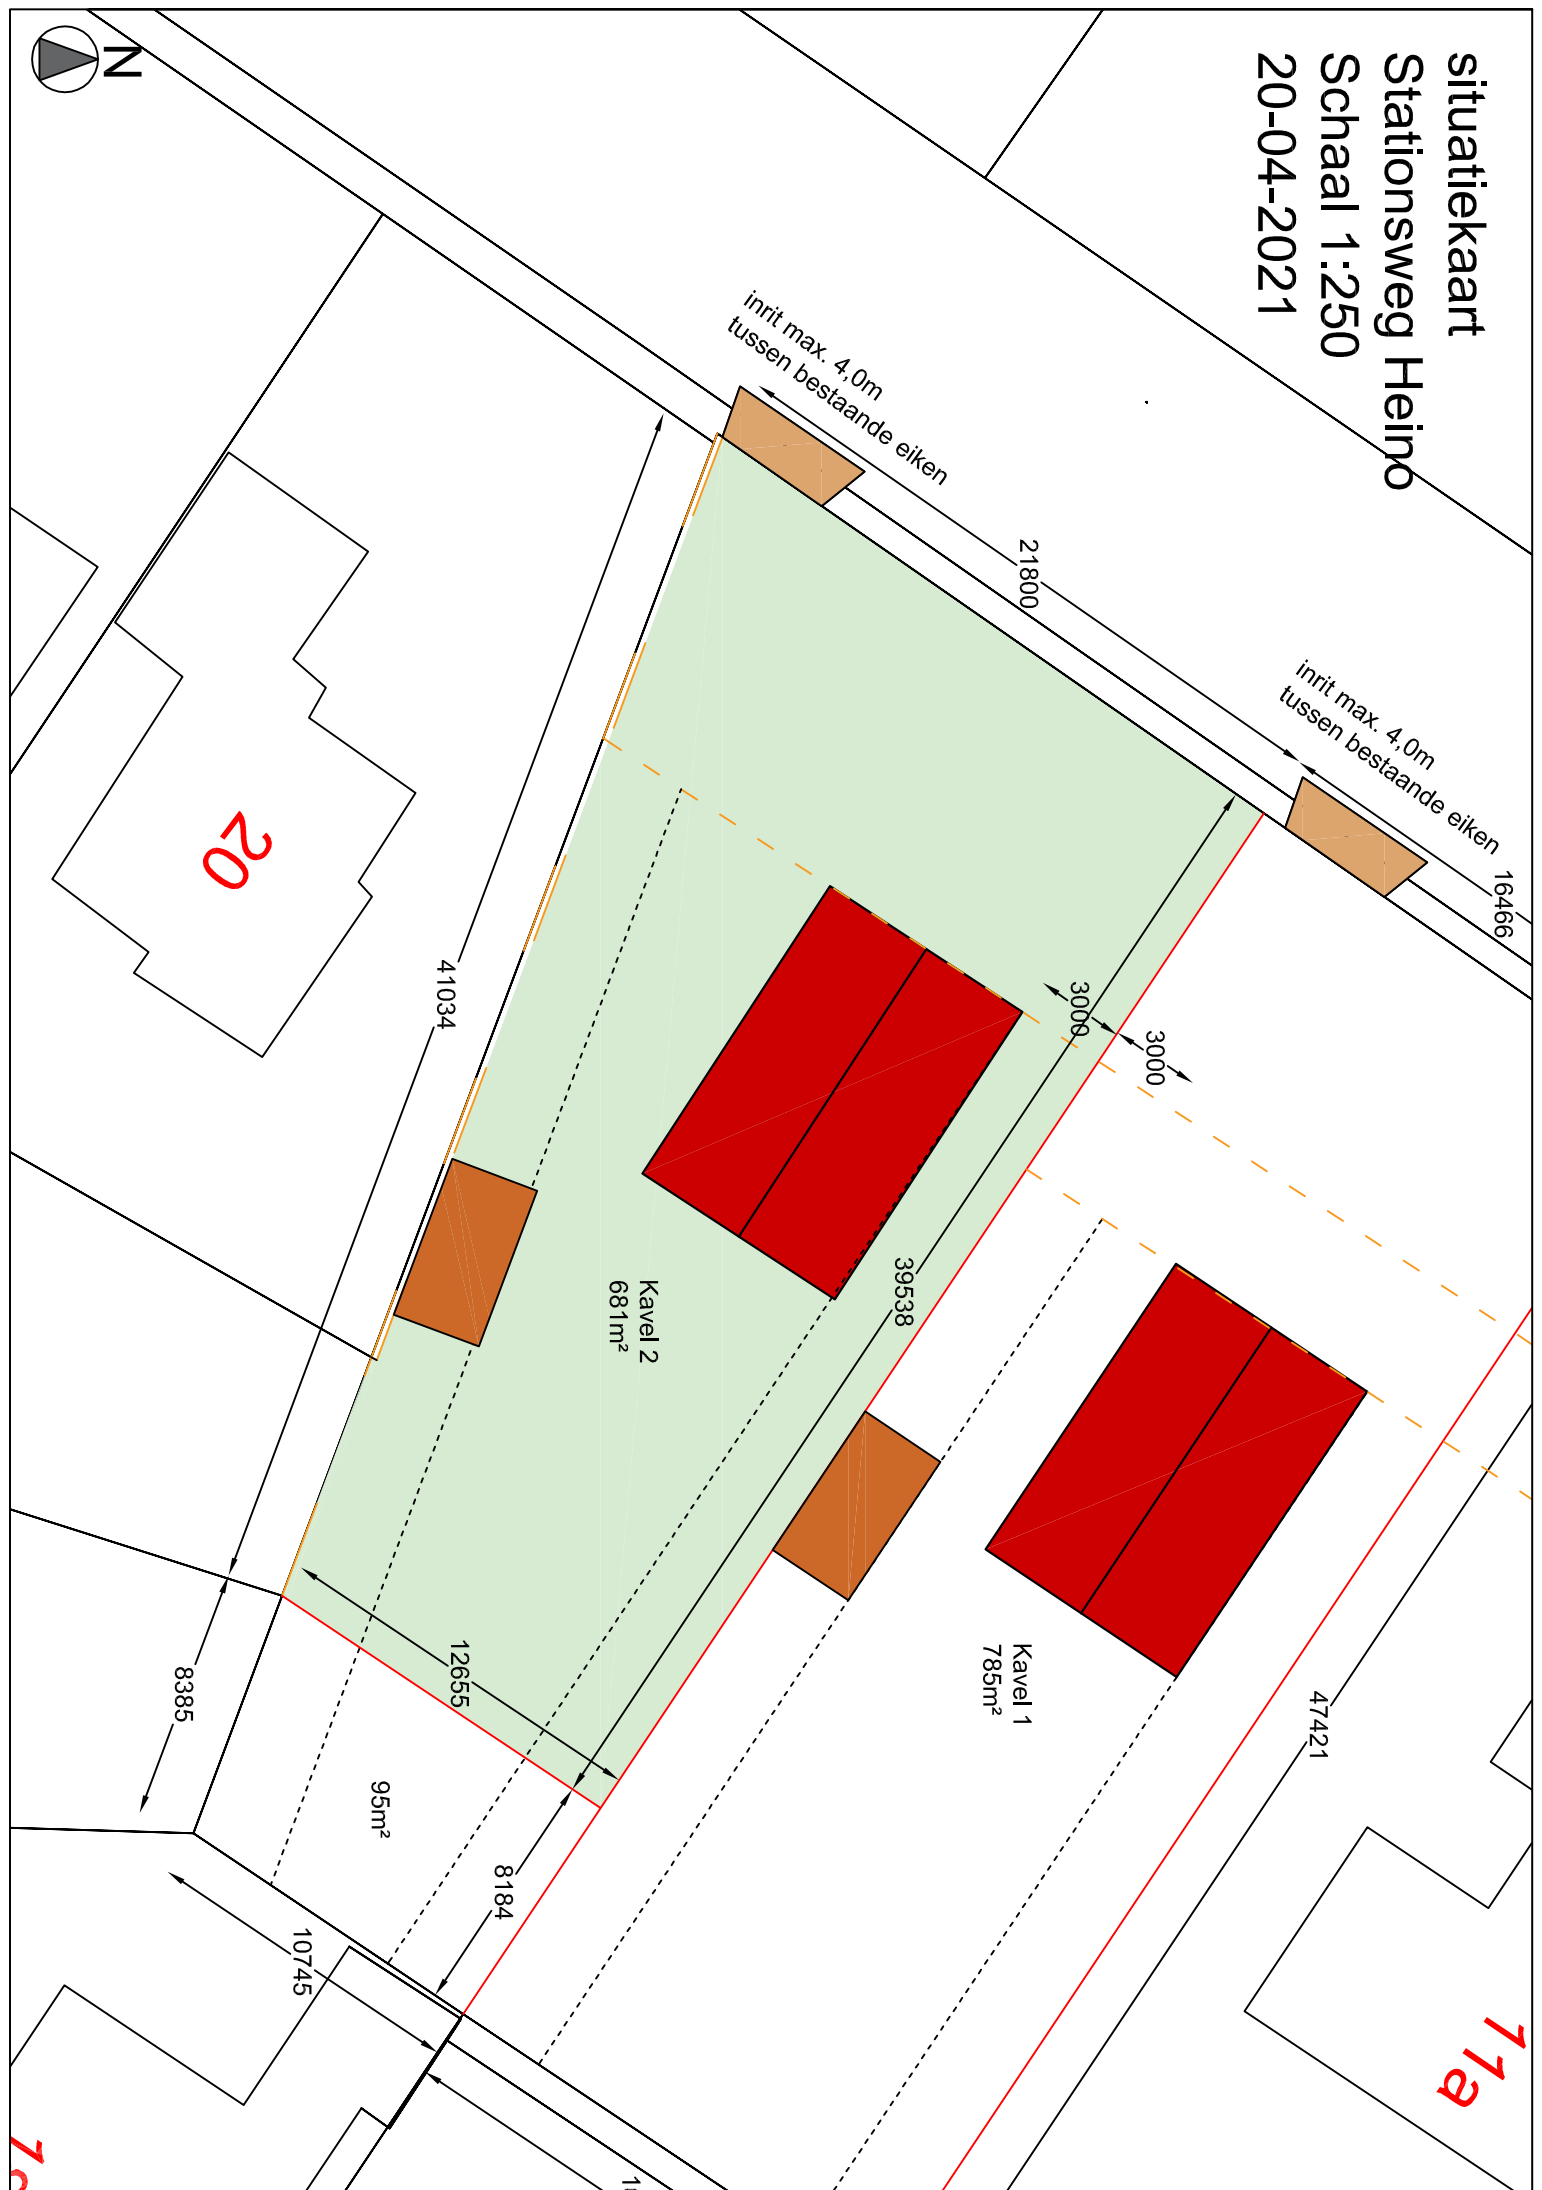 situatiekaart
Stationsweg Heino
Schaal 1:250
20-04-2021
N
inrit max. 4,0m
tussen bestaande eiken
21800
inrit max. 4,0m
tussen bestaande eiken
16466
3000
3000
20
41034
39538
Kavel 2
681m²
Kavel 1
785m²
47421
12655
8385
95m²
8184
10745
11a